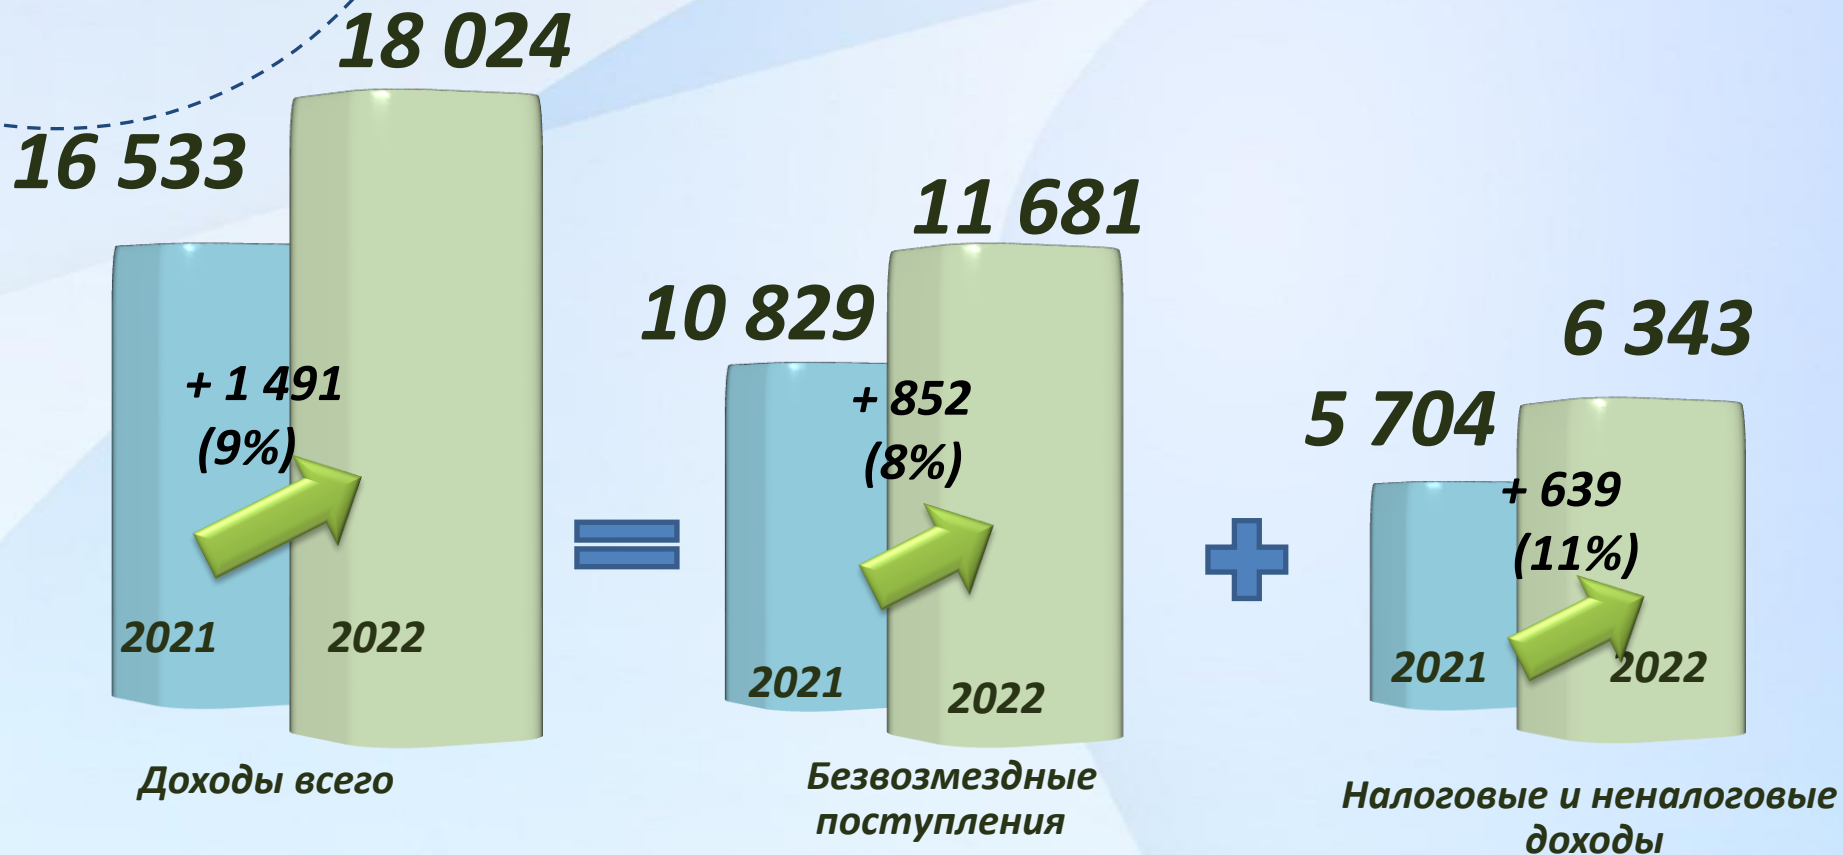 18 024
16 533
+ 1 491
(9%)
2021
2022
Доходы всего
11 681
10 829
+ 852
(8%)
2021
2022
Безвозмездные
поступления
6 343
5 704
+ 639
(11%)
2021
2022
Налоговые и неналоговые
доходы